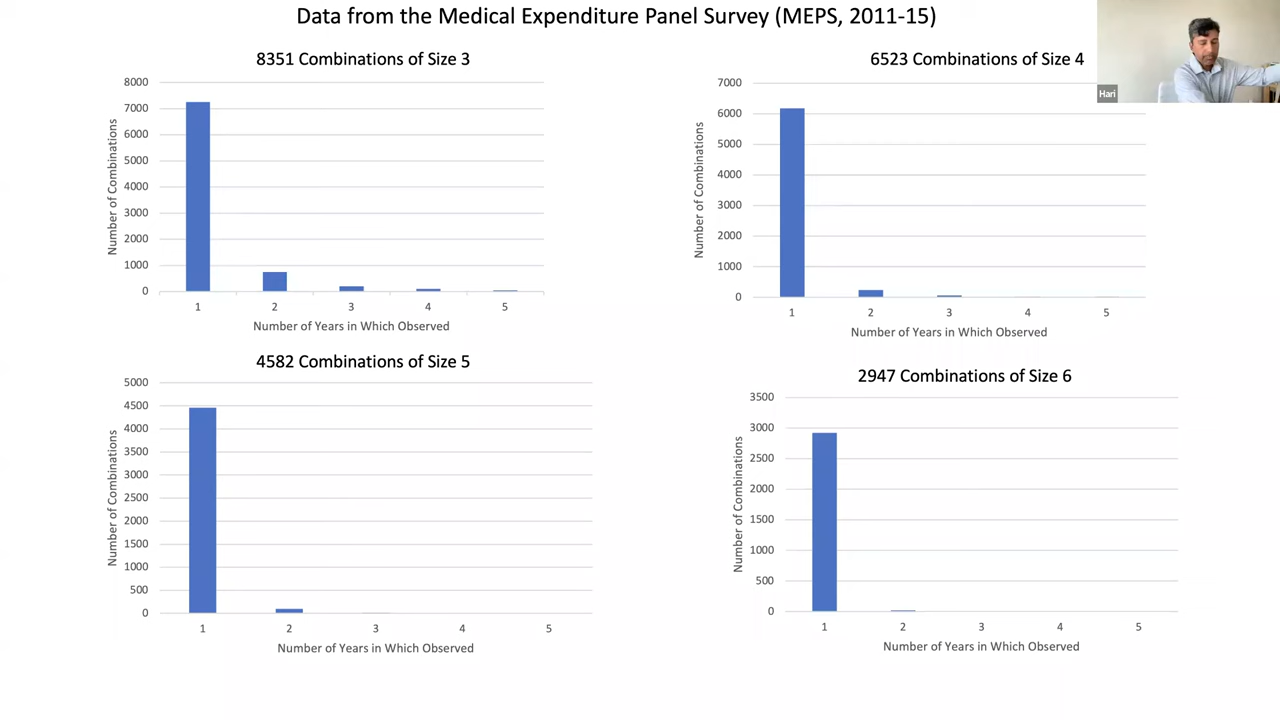 Data from the Medical Expenditure Panel Survey (MEPS, 2011-15)
Hari
8351 Combinations of Size 3
8000
7000
6000
5000
4000
3000
2000
1000
0
Number of Combinations
1 2 3 4 5
Number of Years in Which Observed
6523 Combinations of Size 4
7000
6000
5000
4000
3000
2000
1000
0
Number of Combinations
1 2 3 4 5
Number of Years in Which Observed
4582 Combinations of Size 5
5000
4500
4000
3500
3000
2500
2000
1500
1000
500
0
Number of Combinations
1 2 3 4 5
Number of Years in Which Observed
2947 Combinations of Size 6
3500
3000
2500
2000
1500
1000
500
0
Number of Combinations
1 2 3 4 5
Number of Years in Which Observed